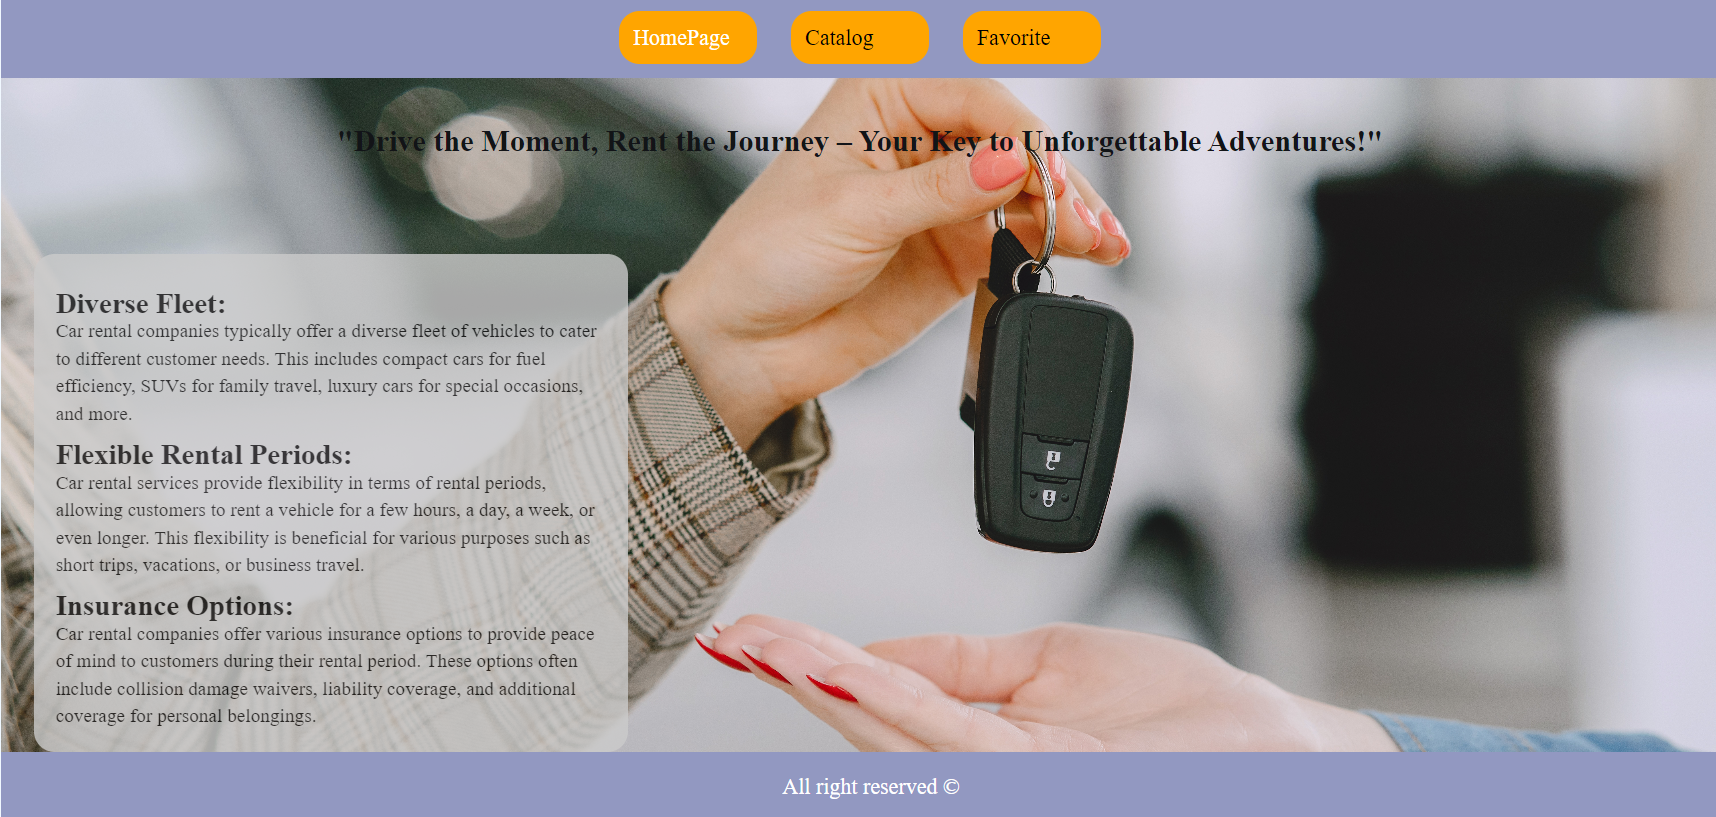 HomePage
Catalog
Favorite
"Drive the Moment, Rent the Journey – Your Key to Unforgettable Adventures!"
Diverse Fleet:
Car rental companies typically offer a diverse fleet of vehicles to cater
to different customer needs. This includes compact cars for fuel
efficiency, SUVs for family travel, luxury cars for special occasions,
and more.
Flexible Rental Periods:
Car rental services provide flexibility in terms of rental periods,
allowing customers to rent a vehicle for a few hours, a day, a week, or
even longer. This flexibility is beneficial for various purposes such as
short trips, vacations, or business travel.
Insurance Options:
Car rental companies offer various insurance options to provide peace
of mind to customers during their rental period. These options often
include collision damage waivers, liability coverage, and additional
coverage for personal belongings.
All right reserved ©